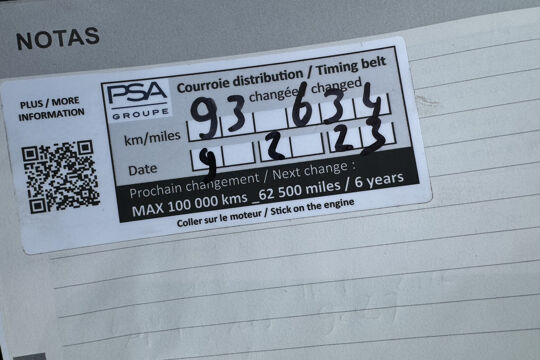 NOTAS
PLUS / MORE
INFORMATION
PSA
GROUPE
Courroie distribution / Timing belt
changée changed
km/miles 93 634
Date 9 2 23
Prochain changement / Next change :
MAX 100 000 kms _62 500 miles / 6 years
Coller sur le moteur / Stick on the engine